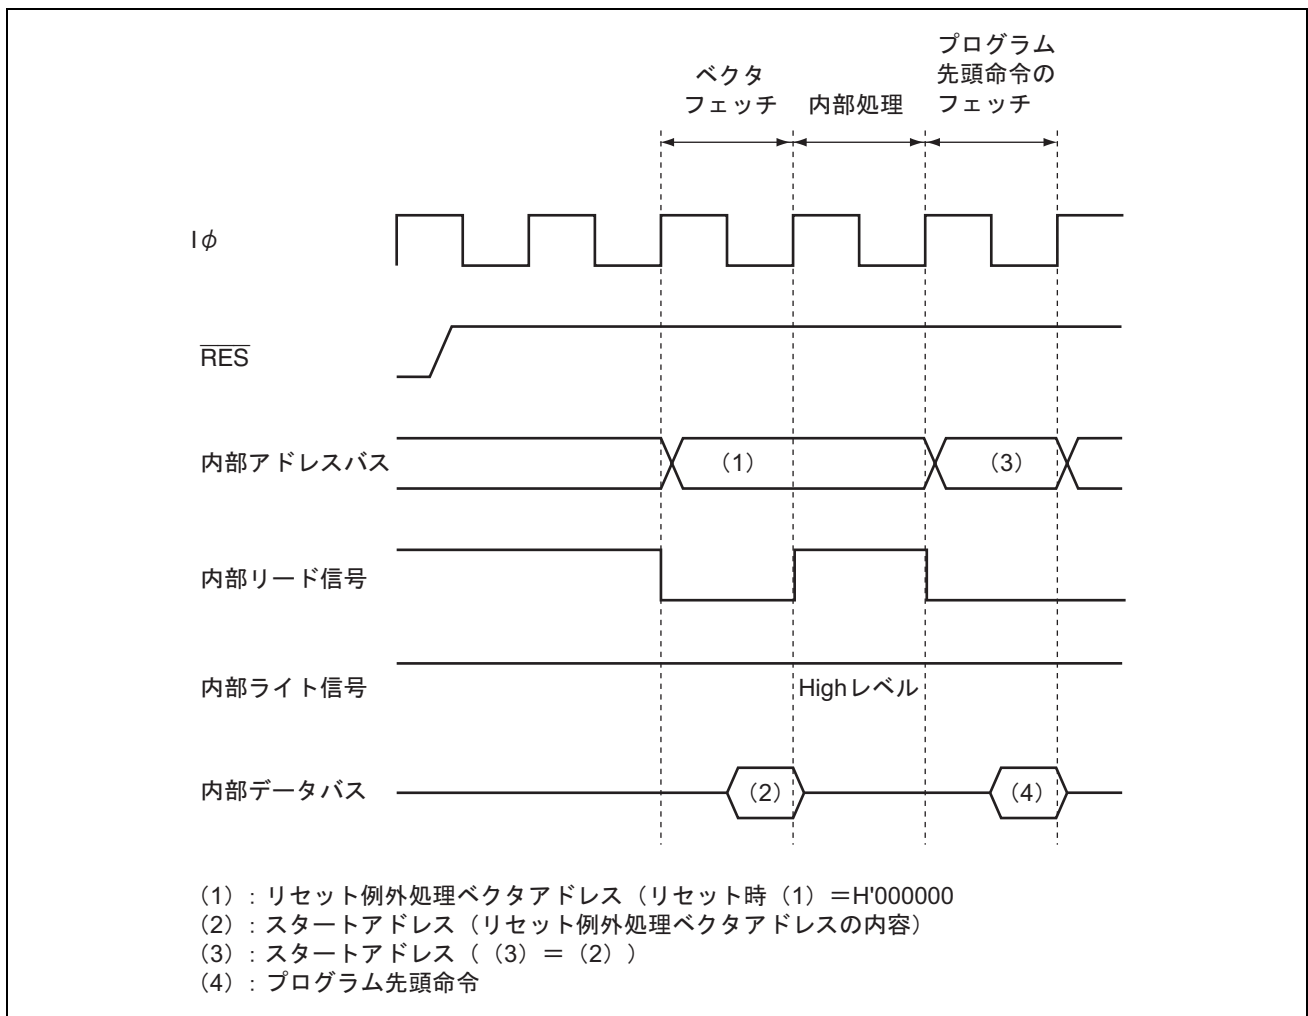 プログラム
先頭命令の
フェッチ
ベクタ
フェッチ
内部処理
Iφ
RES
内部アドレスバス
(1)
(3)
内部リード信号
内部ライト信号
Highレベル
内部データバス
(2)
(4)
(1) : リセット例外処理ベクタアドレス（リセット時（1）＝H'000000
(2) : スタートアドレス（リセット例外処理ベクタアドレスの内容）
(3) : スタートアドレス（（3）＝（2））
(4) : プログラム先頭命令